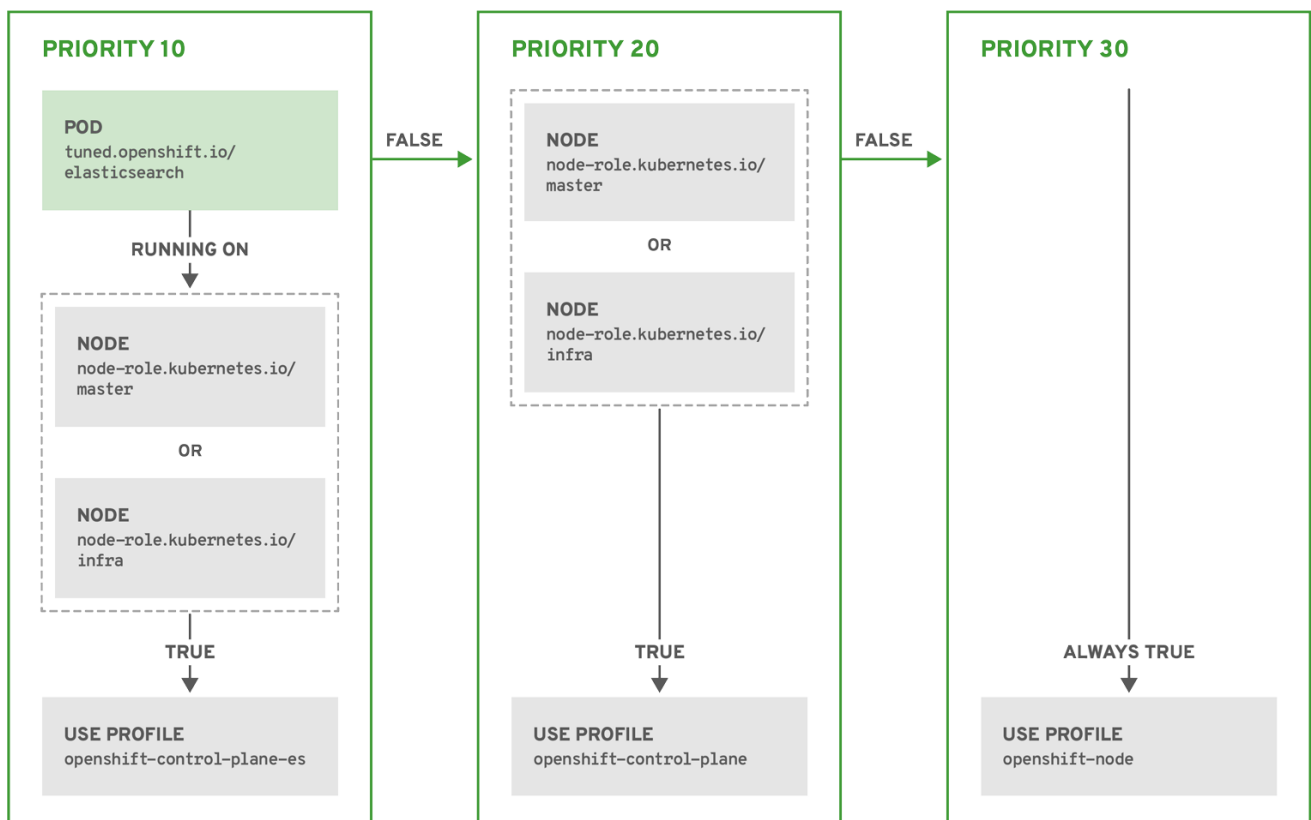 PRIORITY 10
POD
tuned.openshift.io/
elasticsearch
RUNNING ON
NODE
node-role.kubernetes.io/
master
OR
NODE
node-role.kubernetes.io/
infra
TRUE
USE PROFILE
openshift-control-plane-es
FALSE
PRIORITY 20
NODE
node-role.kubernetes.io/
master
OR
NODE
node-role.kubernetes.io/
infra
TRUE
USE PROFILE
openshift-control-plane
FALSE
PRIORITY 30
ALWAYS TRUE
USE PROFILE
openshift-node